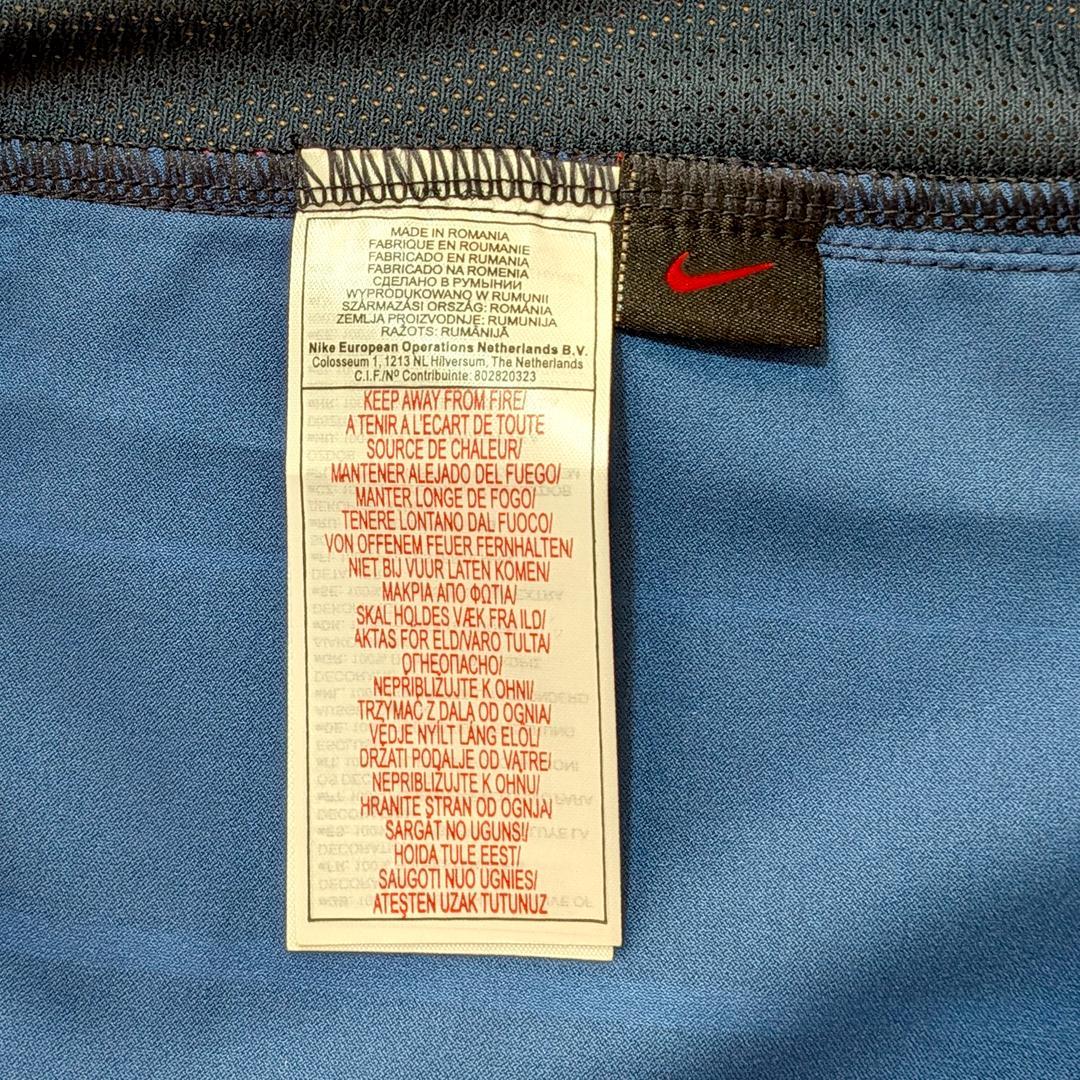 MADE IN ROMANIA
FABRIQUE EN ROUMANIE
FABRICADO EN RUMANIA
FABRICADO NA ROMENIA
СДЕЛАНО В РУМЫНИИ
WYPRODUKOWANO W RUMUNII
SZÁRMAZÁSI ORSZÁG: ROMÁNIA
ZEMLJA PROIZVODNJE: RUMUNIJA
RAŽOTS: RUMĀNIJĀ
Nike European Operations Netherlands B.V.
Colosseum 1, 1213 NL Hilversum, The Netherlands
C.I.F./Nº Contribuinte: 802820323
KEEP AWAY FROM FIRE/
A TENIR A L'ECART DE TOUTE
SOURCE DE CHALEUR/
MANTENER ALEJADO DEL FUEGO/
MANTER LONGE DE FOGO/
TENERE LONTANO DAL FUOCO/
VON OFFENEM FEUER FERNHALTEN/
NIET BIJ VUUR LATEN KOMEN/
ΜΑΚΡΙΑ ΑΠΟ ΦΩΤΙΑ/
SKAL HOLDES VÆK FRA ILD/
AKTAS FOR ELD/VARO TULTA/
ОГНЕОПАСНО/
NEPŘIBLIŽUJTE K OHNI/
TRZYMAĆ Z DALA OD OGNIA/
VÉDJE NYÍLT LÁNG ELŐL/
DRŽATI PODALJE OD VATRE/
NEPRIBLIŽUJTE K OHŇU/
HRANITE STRAN OD OGNJA/
SARGĀT NO UGUNS!/
HOIDA TULE EEST/
SAUGOTI NUO UGNIES/
ATEŞTEN UZAK TUTUNUZ